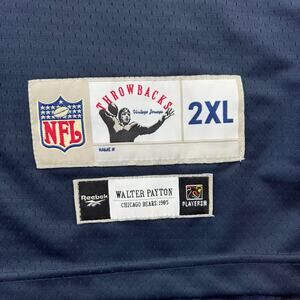 NFL
THROWBACKS
Vintage Jerseys
2XL
Reebok
WALTER PAYTON
CHICAGO BEARS 1985
PLAYERS